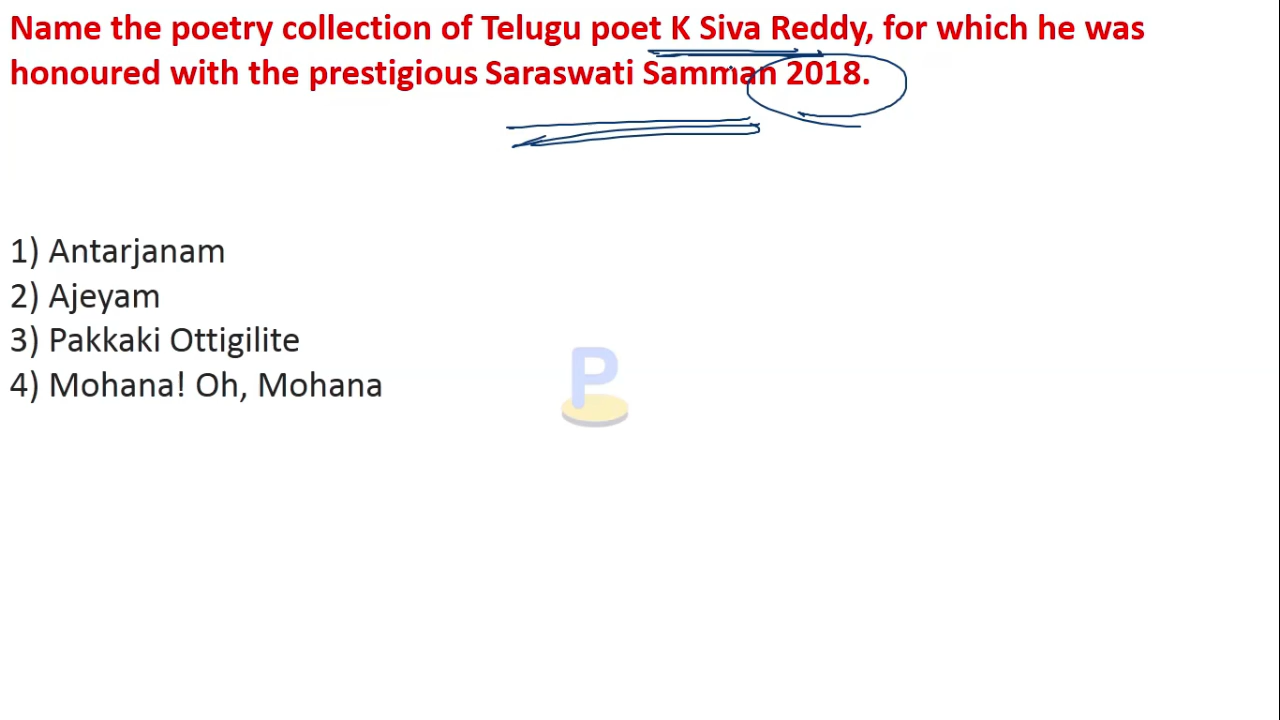 Name the poetry collection of Telugu poet K Siva Reddy, for which he was
honoured with the prestigious Saraswati Samman 2018.
1) Antarjanam
2) Ajeyam
3) Pakkaki Ottigilite
4) Mohana! Oh, Mohana
P